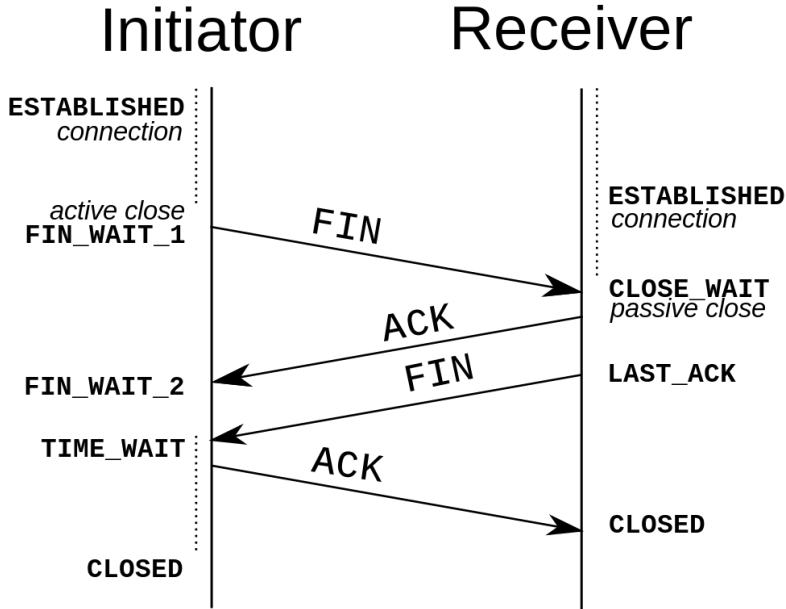 Initiator
Receiver
ESTABLISHED
connection
active close
FIN_WAIT_1
FIN
ESTABLISHED
connection
CLOSE_WAIT
passive close
ACK
FIN
FIN_WAIT_2
LAST_ACK
TIME_WAIT
ACK
CLOSED
CLOSED